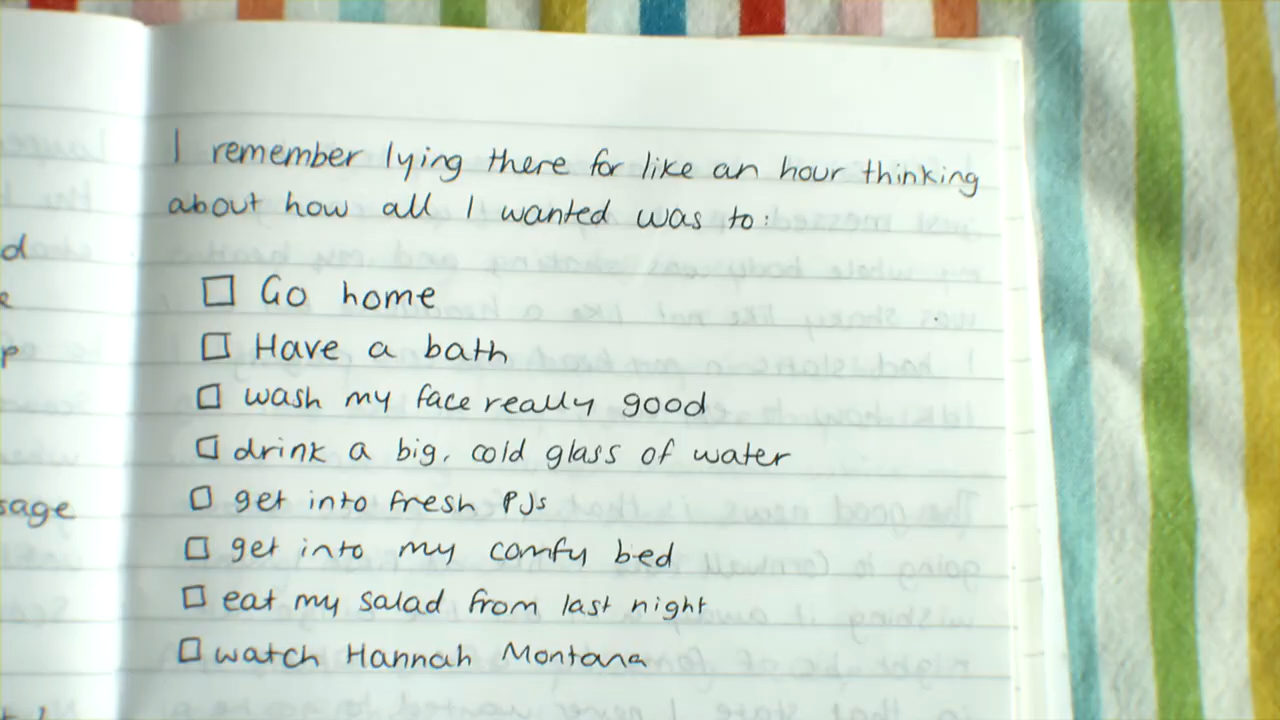 I remember lying there for like an hour thinking
about how all I wanted was to:
Go home
Have a bath
wash my face really good
drink a big, cold glass of water
get into fresh PJs
get into my comfy bed
eat my salad from last night
watch Hannah Montana
d
e
p
sage